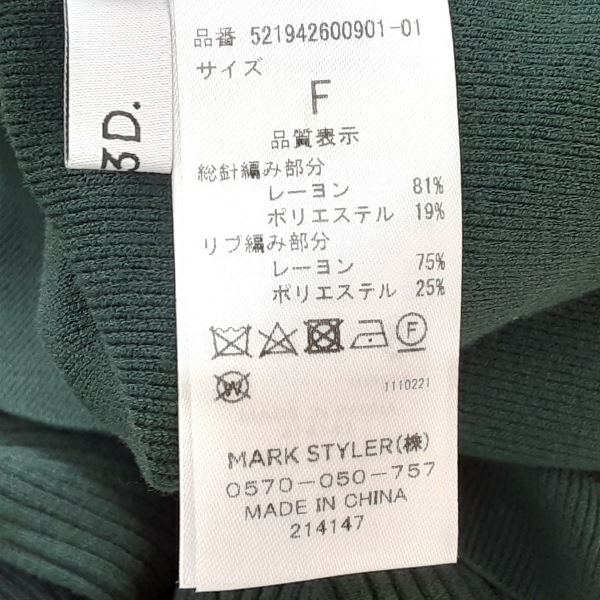 3D.
品番 521942600901-01
サイズ
F
品質表示
総針編み部分
レーヨン 81%
ポリエステル 19%
リブ編み部分
レーヨン 75%
ポリエステル 25%
F
W
1110221
MARK STYLER(株)
0570-050-757
MADE IN CHINA
214147